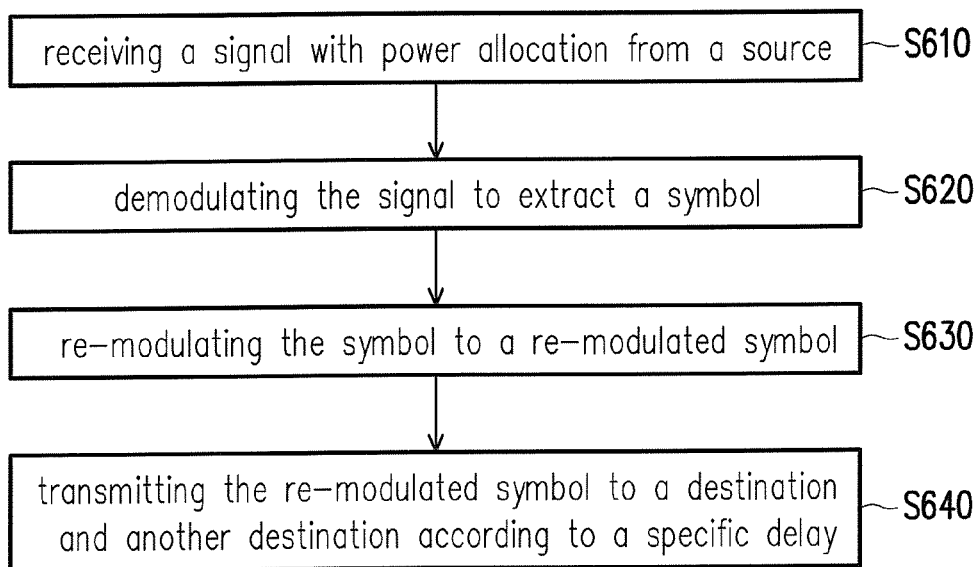 receiving a signal with power allocation from a source S610
demodulating the signal to extract a symbol S620
re-modulating the symbol to a re-modulated symbol S630
transmitting the re-modulated symbol to a destination
and another destination according to a specific delay S640